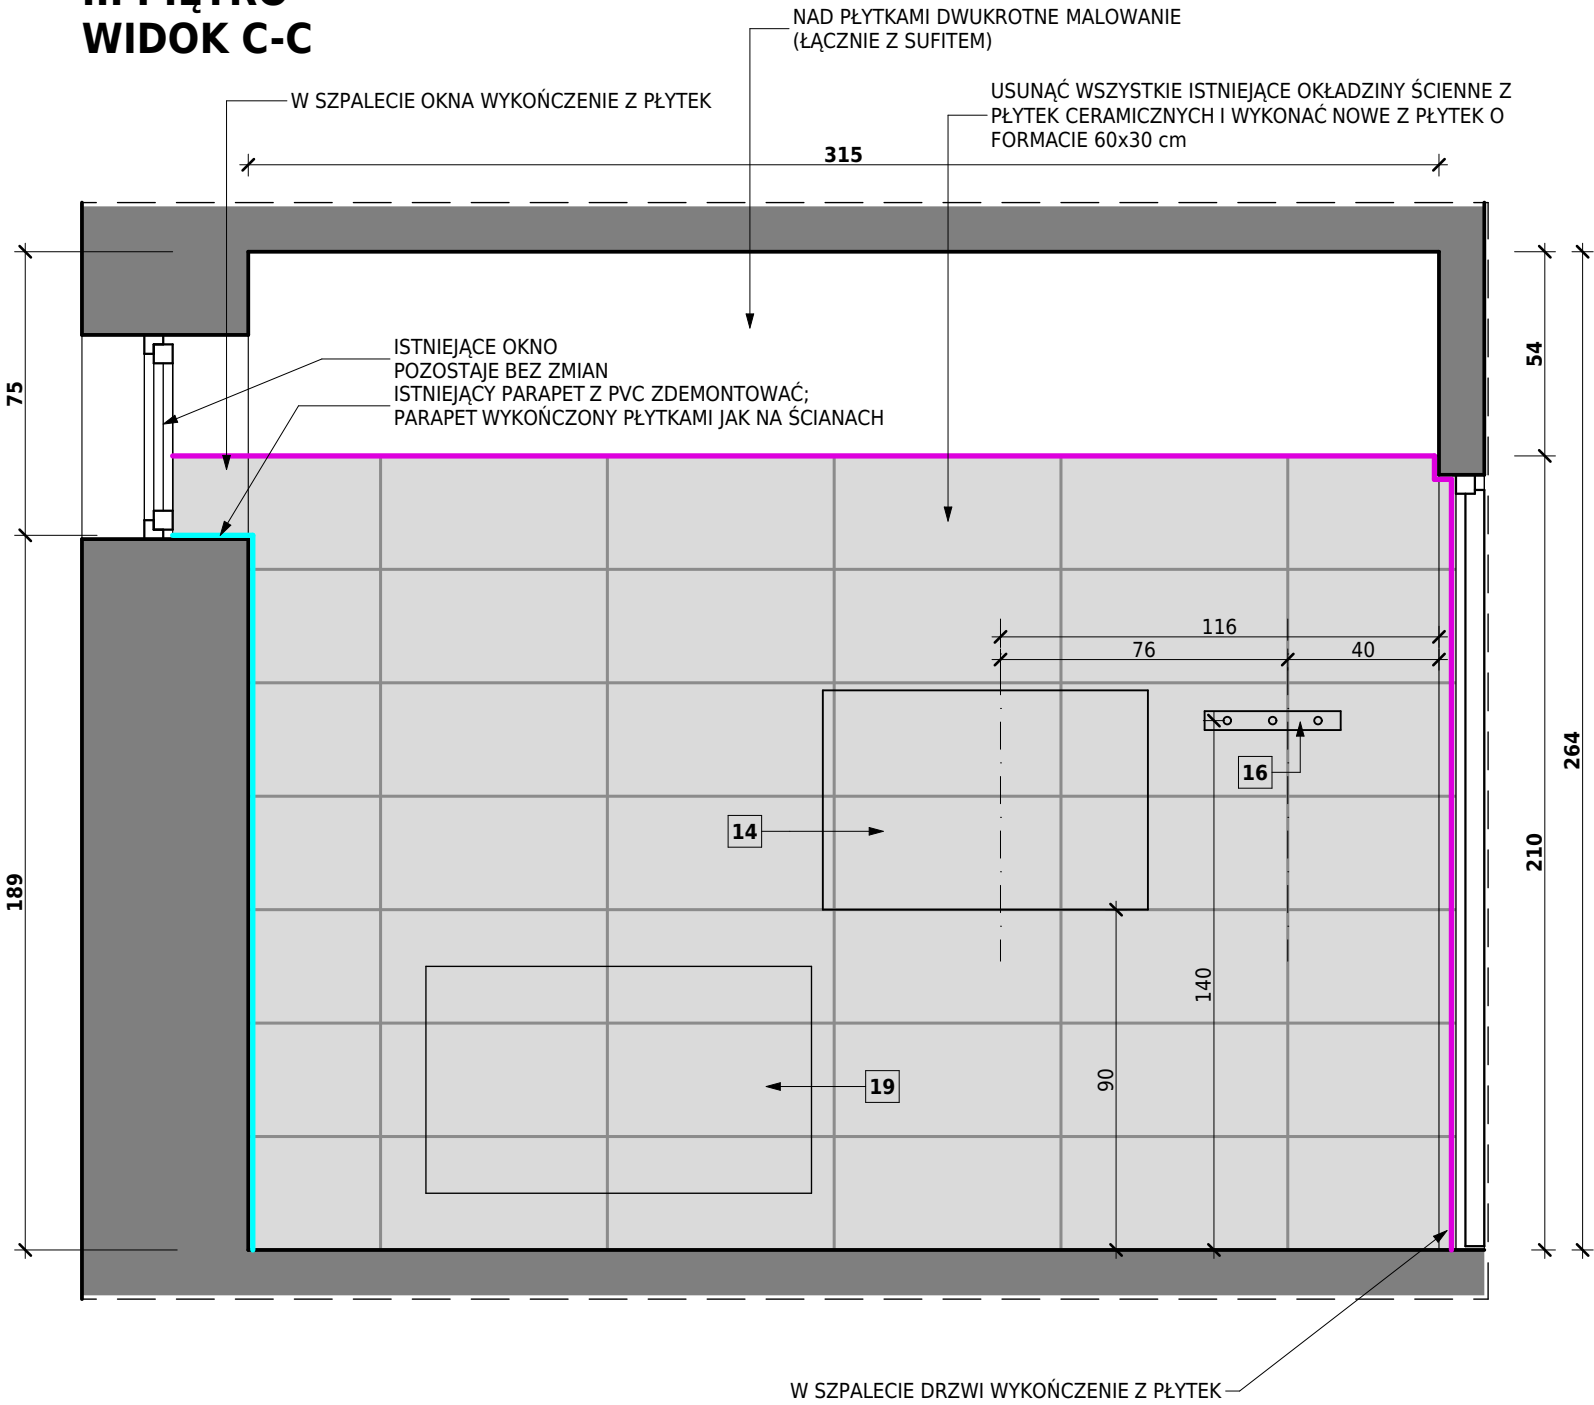 WIDOK C-C
NAD PŁYTKAMI DWUKROTNE MALOWANIE
(ŁĄCZNIE Z SUFITEM)
W SZPALECIE OKNA WYKOŃCZENIE Z PŁYTEK
USUNĄĆ WSZYSTKIE ISTNIEJĄCE OKŁADZINY ŚCIENNE Z
PŁYTEK CERAMICZNYCH I WYKONAĆ NOWE Z PŁYTEK O
FORMACIE 60x30 cm
315
ISTNIEJĄCE OKNO
POZOSTAJE BEZ ZMIAN
ISTNIEJĄCY PARAPET Z PVC ZDEMONTOWAĆ;
PARAPET WYKOŃCZONY PŁYTKAMI JAK NA ŚCIANACH
75
54
116
76
40
264
16
14
210
189
140
90
19
W SZPALECIE DRZWI WYKOŃCZENIE Z PŁYTEK